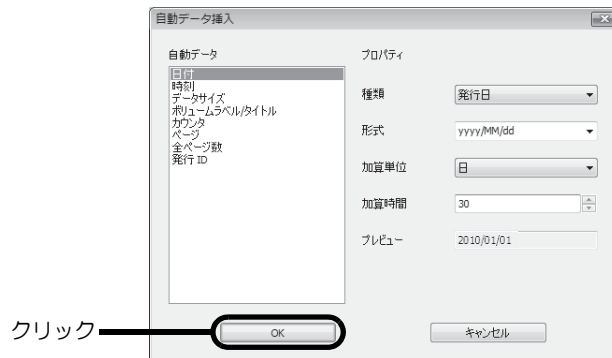 自動データ挿入
自動データ
日付
時刻
データサイズ
ボリュームラベル/タイトル
カウンタ
ページ
全ページ数
発行 ID
プロパティ
種類 発行日
形式 yyyy/MM/dd
加算単位 日
加算時間 30
プレビュー 2010/01/01
クリック
OK キャンセル